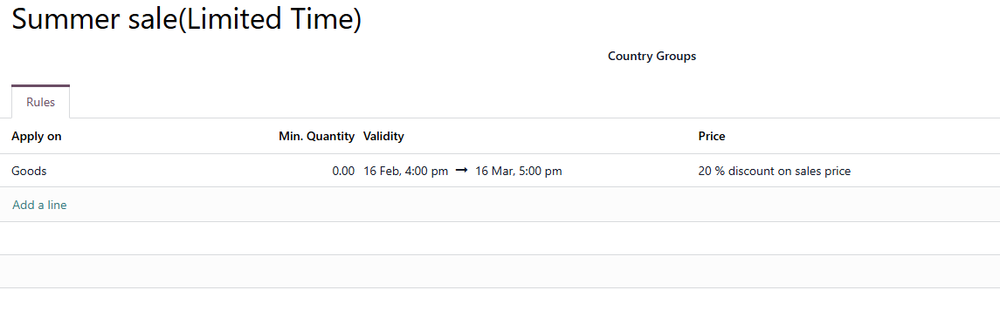 Summer sale(Limited Time)
Country Groups
Rules
Apply on Min. Quantity Validity Price
Goods 0.00 16 Feb, 4:00 pm → 16 Mar, 5:00 pm 20 % discount on sales price
Add a line